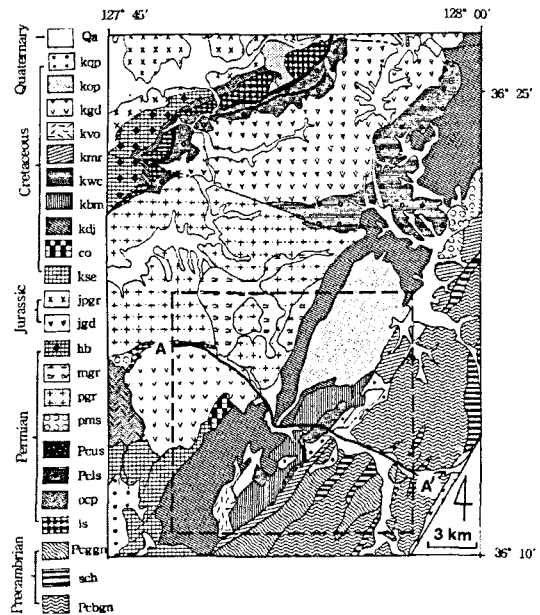 127 45'
128 00'
Quaternary
Qa
Cretaceous
kqp
kop
kgd
kvo
kmr
kwc
kbm
kdj
co
kse
Jurassic
jpgr
jgd
Permian
hb
mgr
pgr
pms
Pcus
Pcls
ocp
ls
Precambrian
Pcggn
sch
Pcbgn
36 25'
A
A'
4
3 km
36 10'